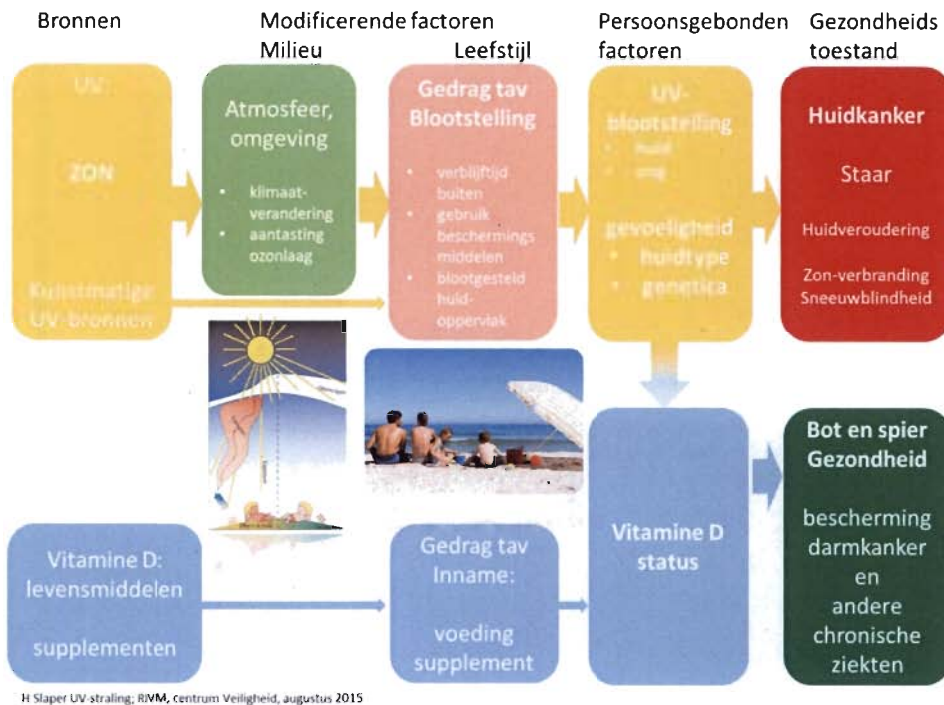 Bronnen
Modificerende factoren
Milieu
Leefstijl
Persoonsgebonden
factoren
Gezondheids
toestand
UV:
ZON
Kunstmatige
UV-bronnen
Atmosfeer,
omgeving
• klimaat-
verandering
• aantasting
ozonlaag
Gedrag tav
Blootstelling
• verblijftijd
buiten
• gebruik
beschermings
middelen
• blootgesteld
huid-
oppervlak
UV-
blootstelling
• huid
• oog
gevoeligheid
• huidtype
• genetica
Huidkanker
Staar
Huidveroudering
Zon-verbranding
Sneeuwblindheid
Vitamine D:
levensmiddelen
supplementen
Gedrag tav
Inname:
voeding
supplement
Vitamine D
status
Bot en spier
Gezondheid
bescherming
darmkanker
en
andere
chronische
ziekten
H Slaper UV-straling; RIVM, centrum Veiligheid, augustus 2015